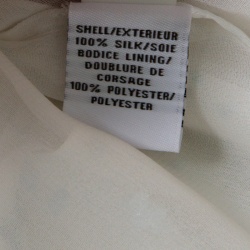 SHELL/EXTERIEUR
100% SILK/SOIE
BODICE LINING/
DOUBLURE DE
CORSAGE
100% POLYESTER/
POLYESTER